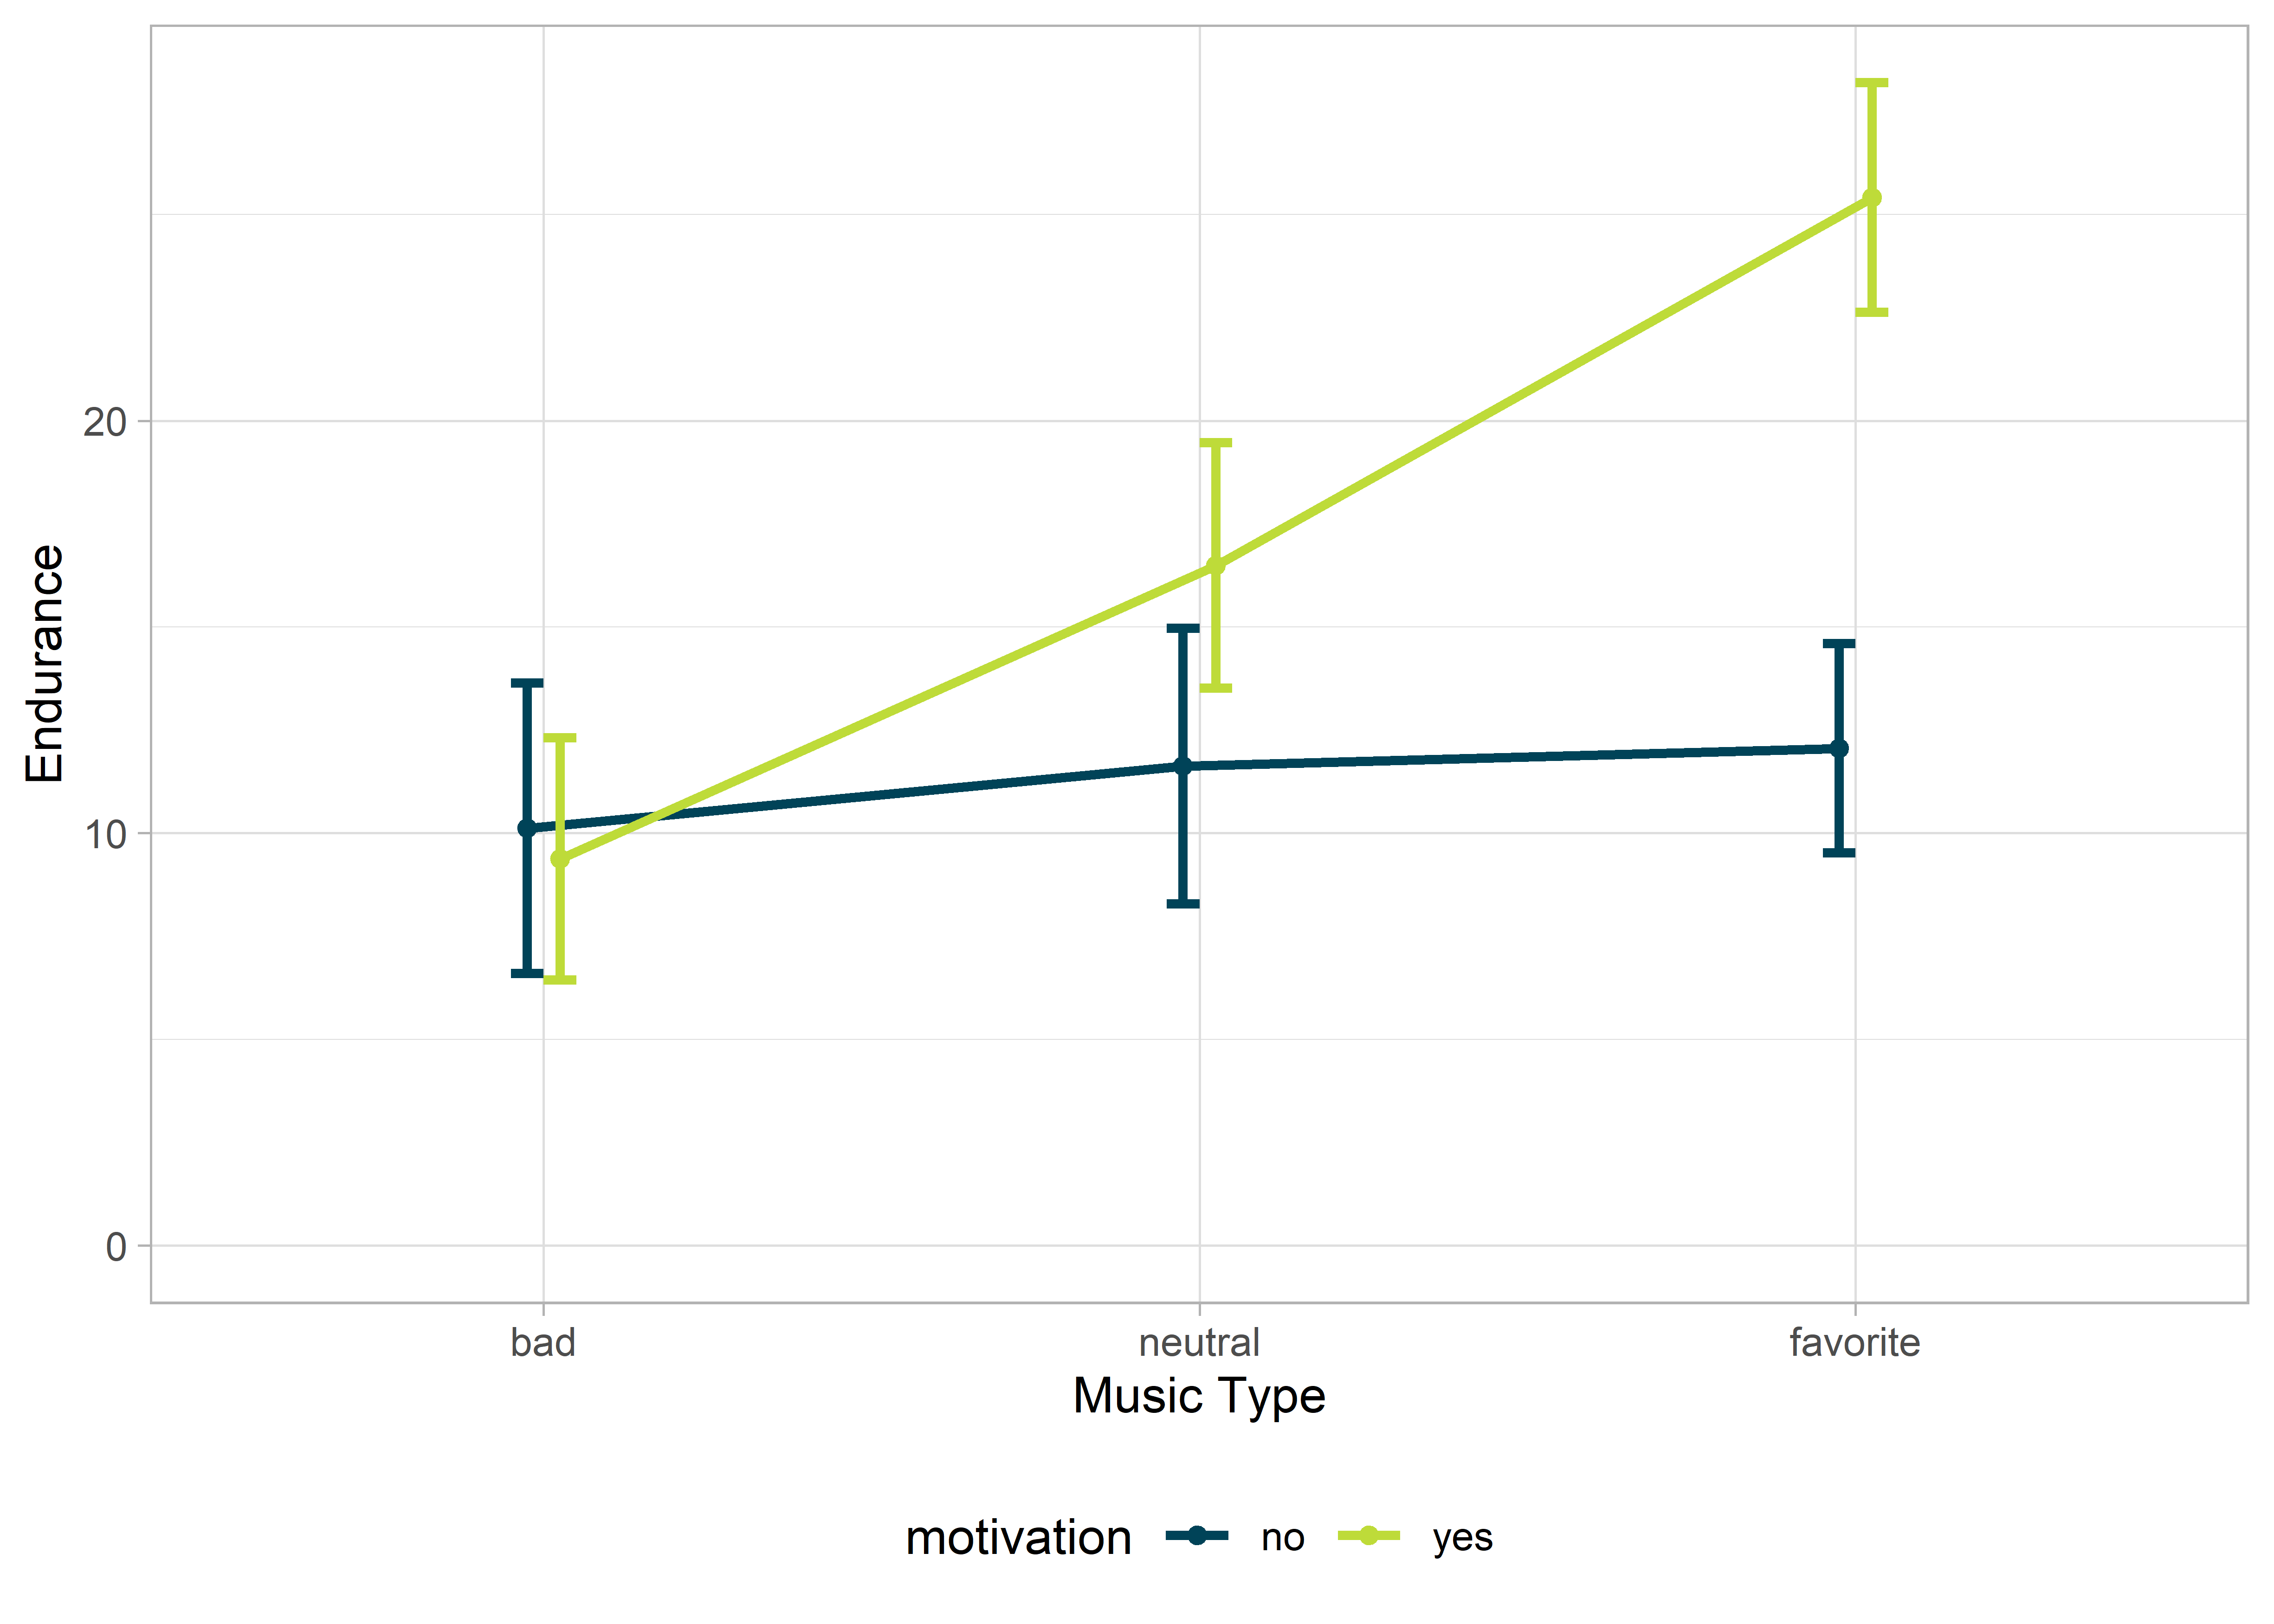 Endurance
20
10
0
bad neutral favorite
Music Type
motivation no yes